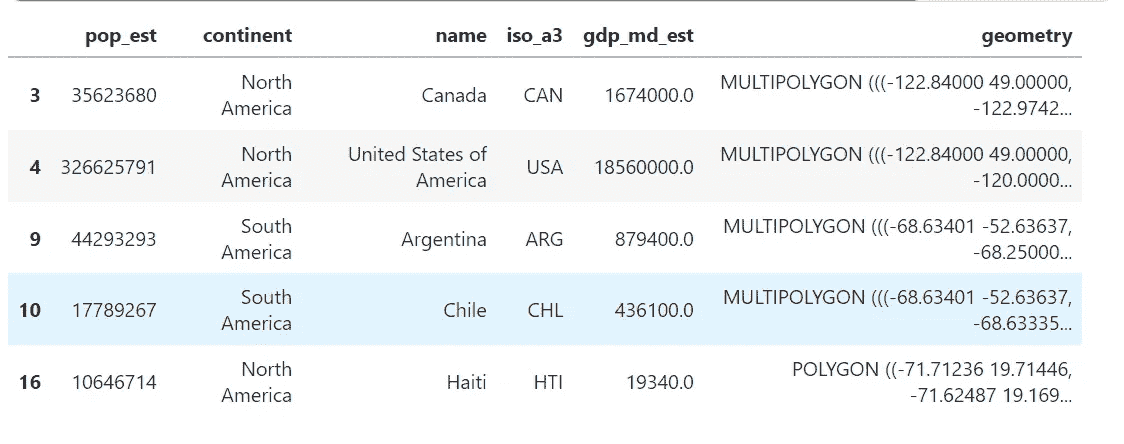 pop_est continent name iso_a3 gdp_md_est geometry
3 35623680 North America Canada CAN 1674000.0 MULTIPOLYGON (((-122.84000 49.00000, -122.9742...
4 326625791 North America United States of America USA 18560000.0 MULTIPOLYGON (((-122.84000 49.00000, -120.0000...
9 44293293 South America Argentina ARG 879400.0 MULTIPOLYGON (((-68.63401 -52.63637, -68.25000...
10 17789267 South America Chile CHL 436100.0 MULTIPOLYGON (((-68.63401 -52.63637, -68.63335...
16 10646714 North America Haiti HTI 19340.0 POLYGON ((-71.71236 19.71446, -71.62487 19.169...